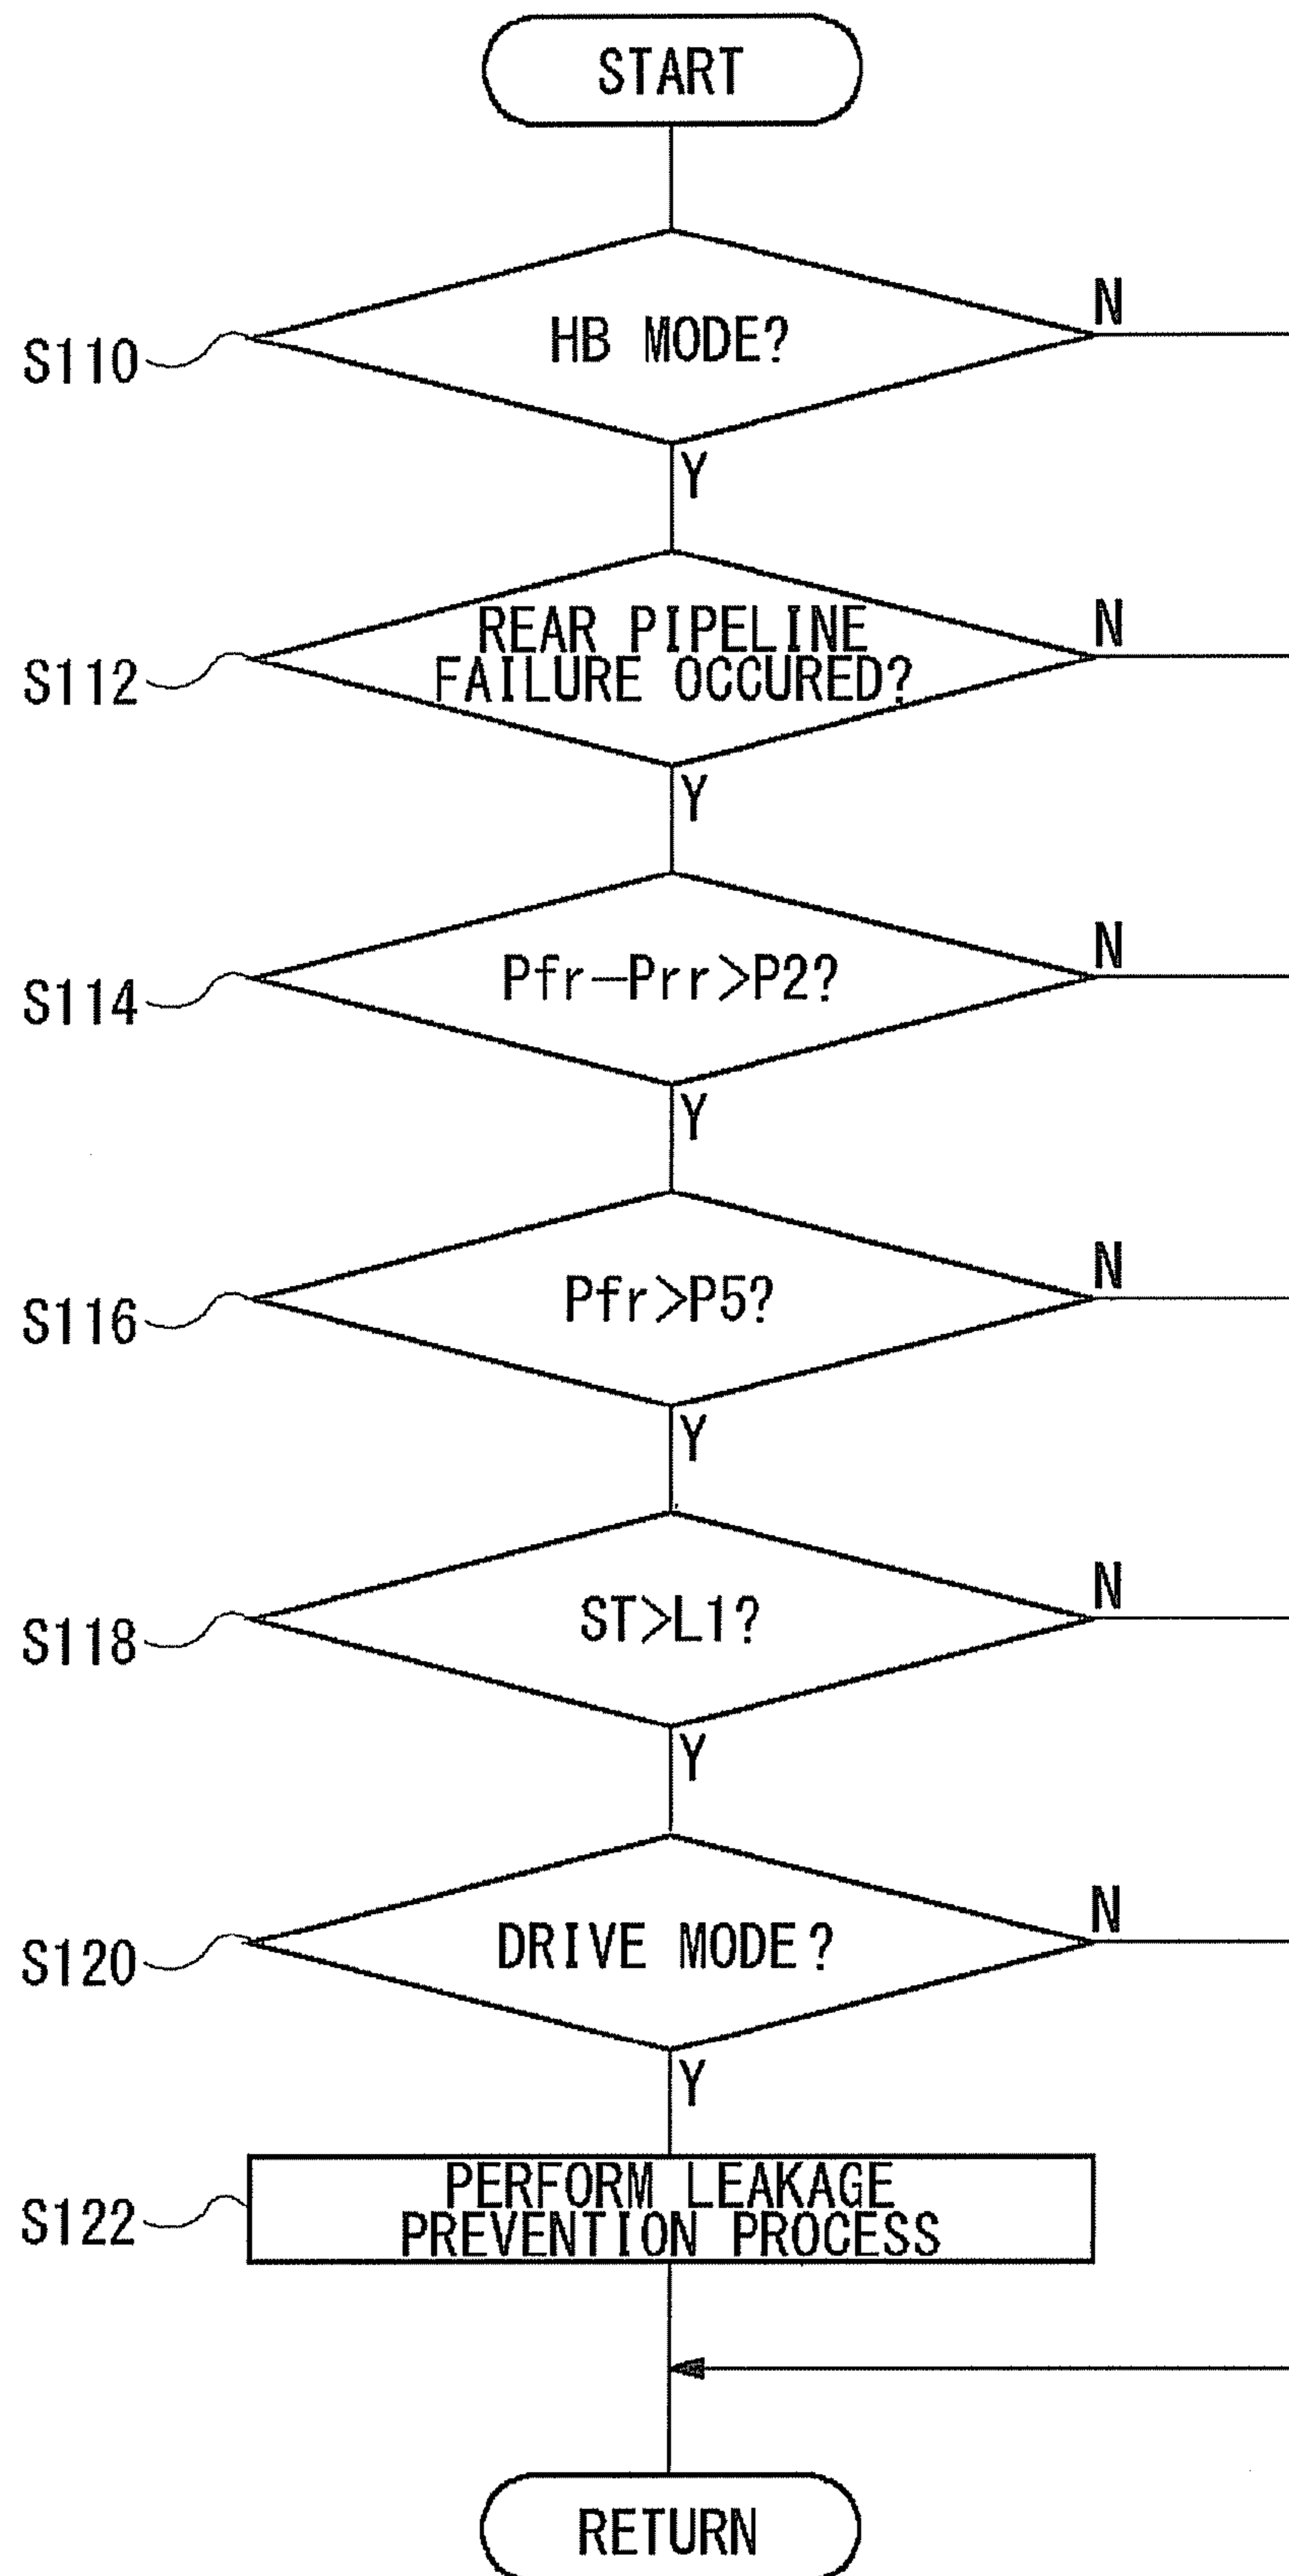 START
HB MODE?
N
S110
Y
REAR PIPELINE
N
FAILURE OCCURED?
S112
Y
Pfr-Prr>P2?
N
S114
Y
Pfr>P5?
N
S116
Y
ST>L1?
N
S118
Y
DRIVE MODE?
N
S120
Y
PERFORM LEAKAGE
PREVENTION PROCESS
S122
RETURN